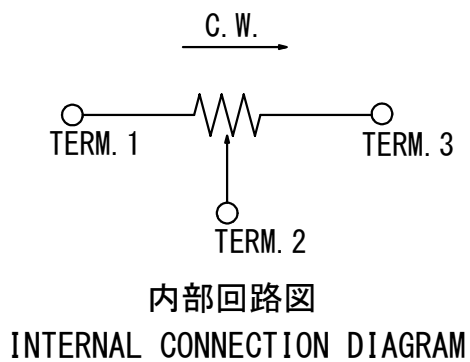 C.W.
TERM.1
TERM.3
TERM.2
内部回路図
INTERNAL CONNECTION DIAGRAM